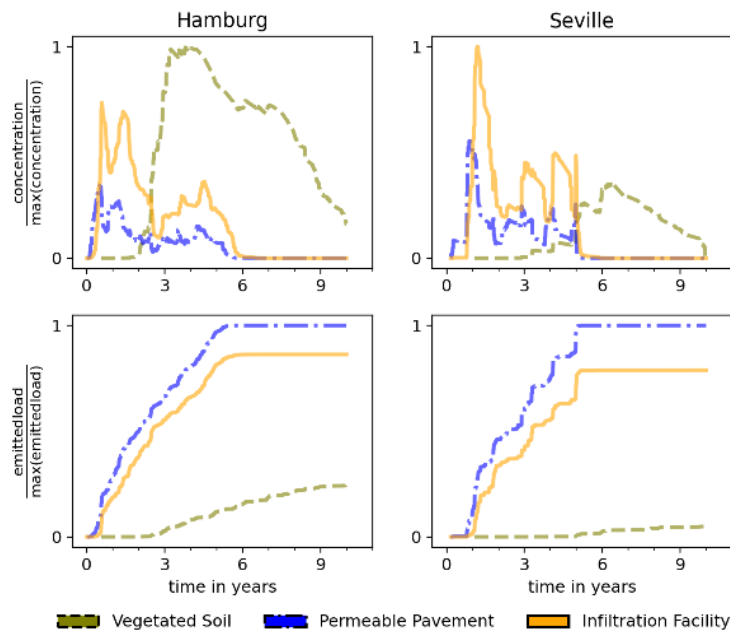 Hamburg
Seville
concentration
max(concentration)
1
0
0
3
6
9
1
0
0
3
6
9
emittedload
max(emittedload)
1
0
0
3
6
9
time in years
1
0
0
3
6
9
time in years
Vegetated Soil
Permeable Pavement
Infiltration Facility